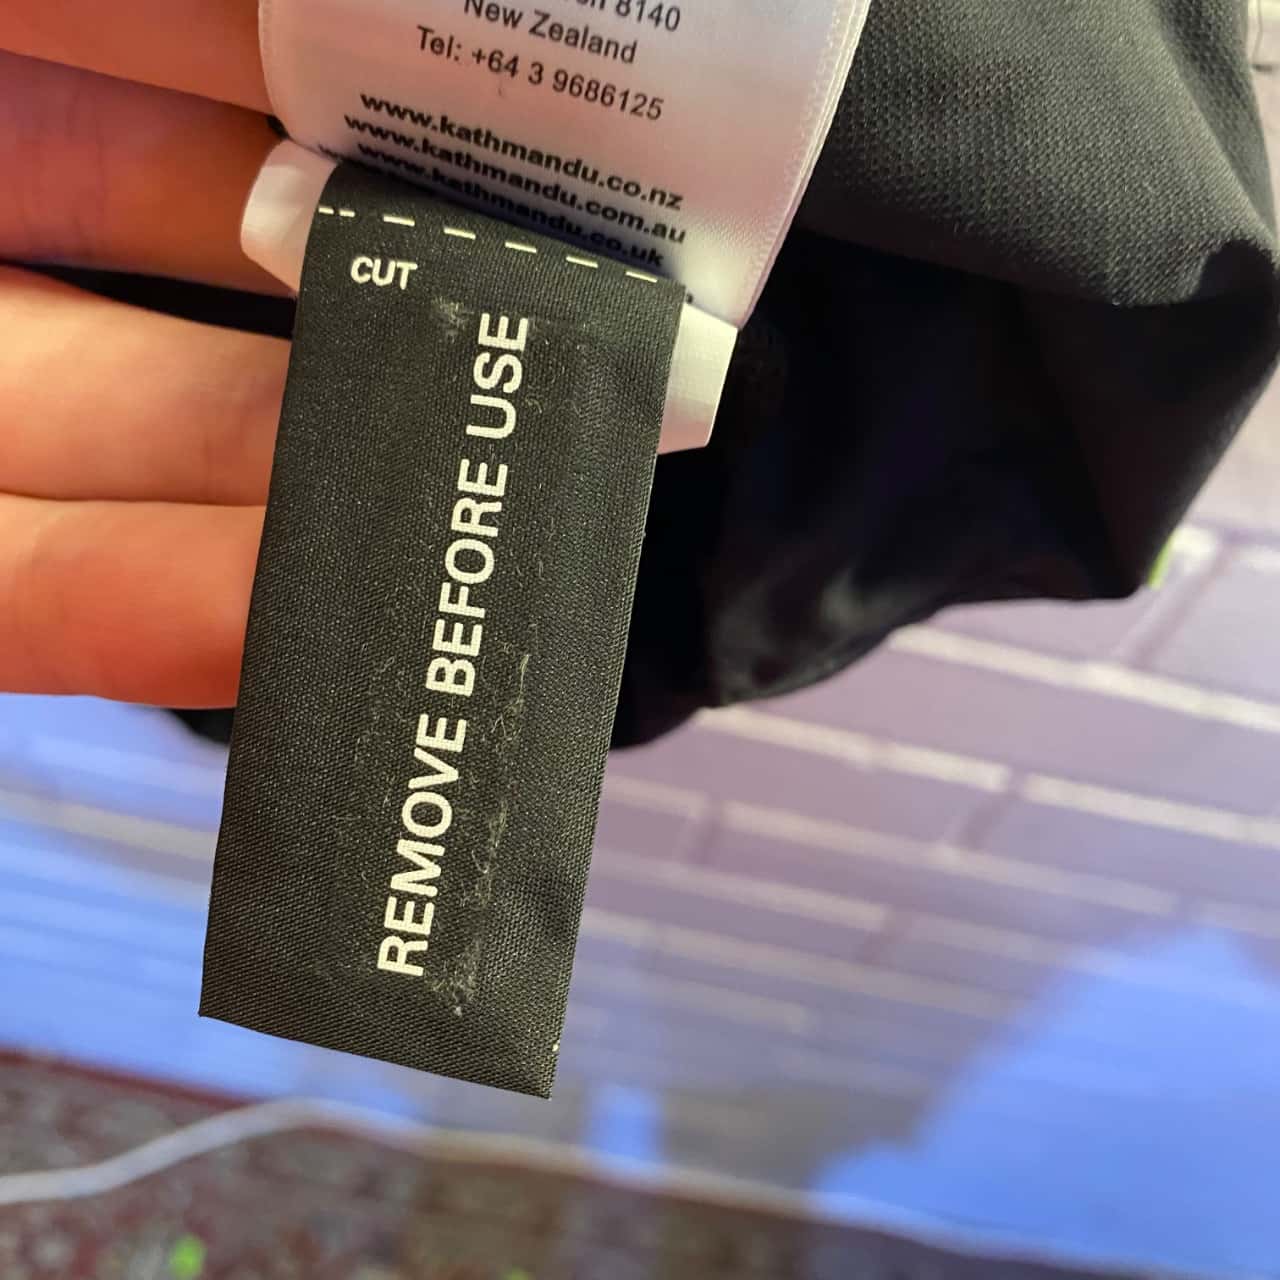 8140
New Zealand
Tel: +64 3 9686125
www.kathmandu.co.nz
www.kathmandu.com.au
www.kathmandu.co.uk
CUT
REMOVE BEFORE USE